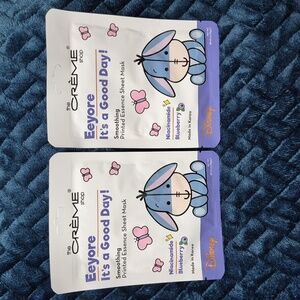 the
CRÈME
shop
Eeyore
It's a Good Day!
Smoothing
Printed Essence Sheet Mask
Niacinamide
Blueberry
Made in Korea
Disney
the
CRÈME
shop
Eeyore
It's a Good Day!
Smoothing
Printed Essence Sheet Mask
Niacinamide
Blueberry
Made in Korea
Disney